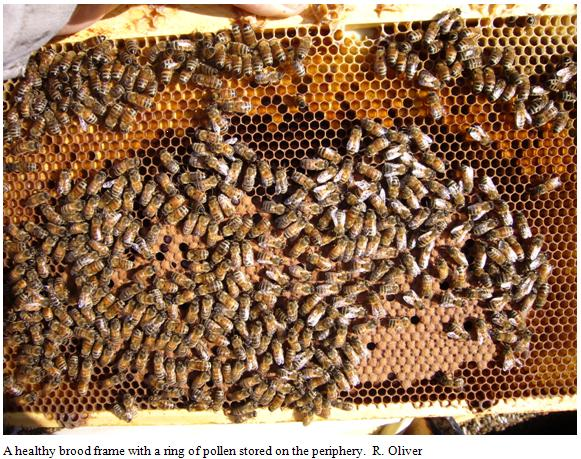 A healthy brood frame with a ring of pollen stored on the periphery.  R. Oliver